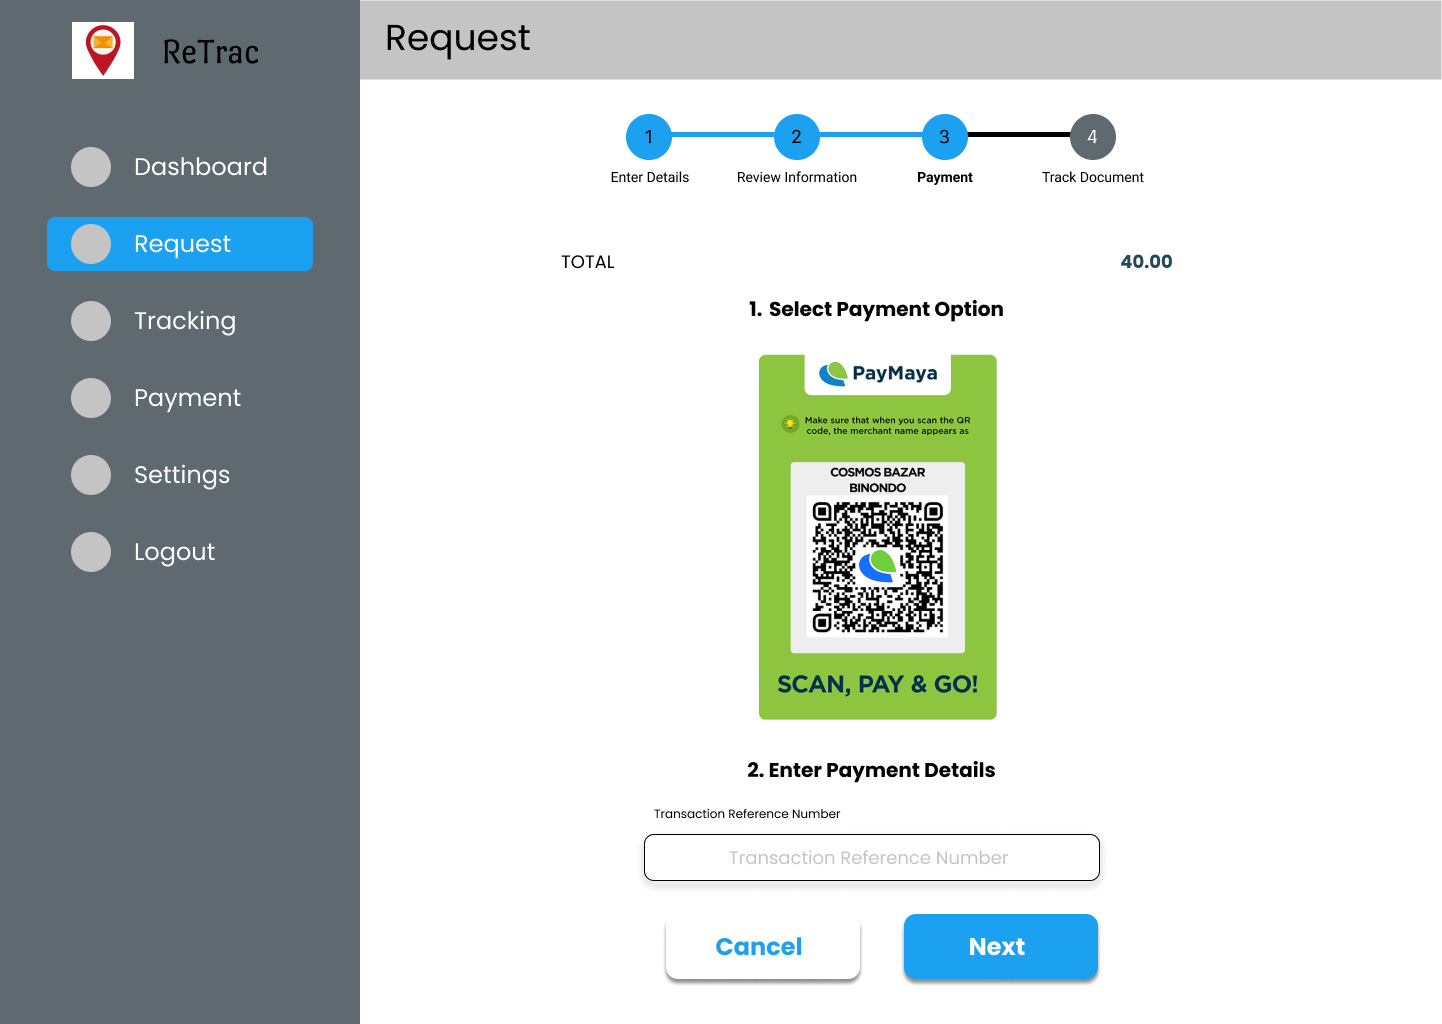 ReTrac
Dashboard
Request
Tracking
Payment
Settings
Logout
Request
1
2
3
4
Enter Details
Review Information
Payment
Track Document
TOTAL
40.00
1. Select Payment Option
PayMaya
Make sure that when you scan the QR
code, the merchant name appears as
COSMOS BAZAR
BINONDO
SCAN, PAY & GO!
2. Enter Payment Details
Transaction Reference Number
Transaction Reference Number
Cancel
Next